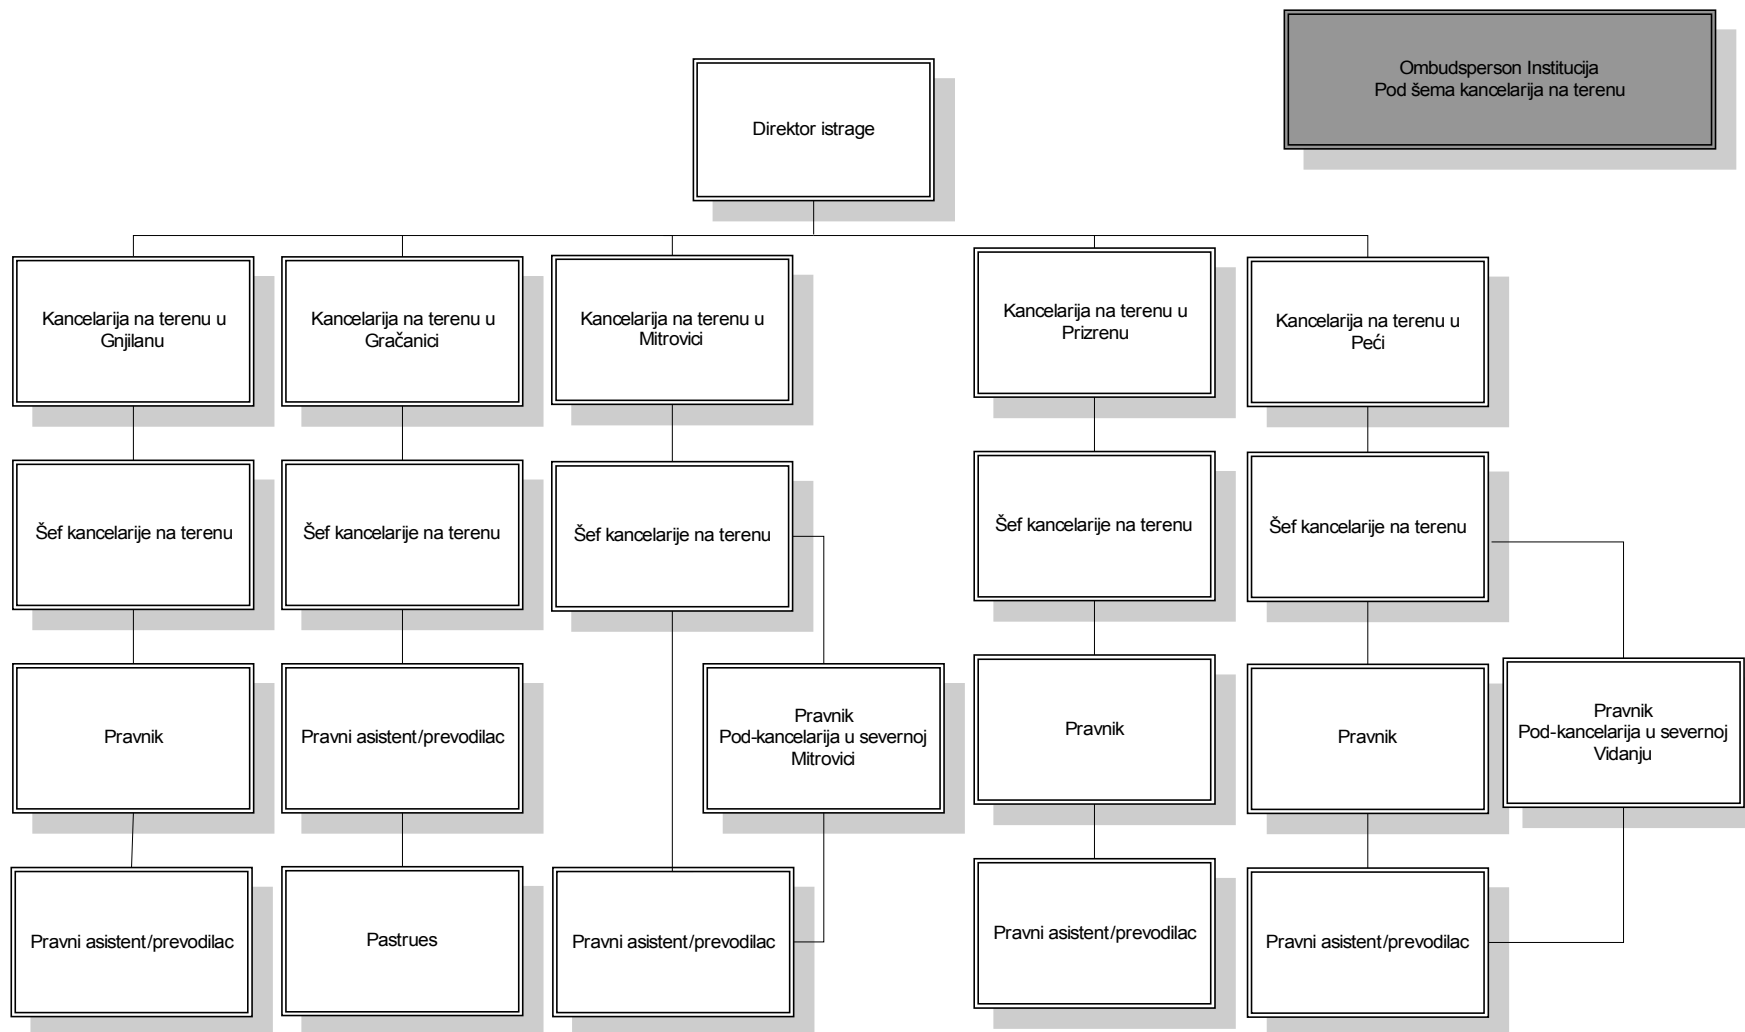 Ombudsperson Institucija
Pod šema kancelarija na terenu
Direktor istrage
Kancelarija na terenu u
Gnjilanu
Kancelarija na terenu u
Gračanici
Kancelarija na terenu u
Mitrovici
Kancelarija na terenu u
Prizrenu
Kancelarija na terenu u
Peći
Šef kancelarije na terenu
Šef kancelarije na terenu
Šef kancelarije na terenu
Šef kancelarije na terenu
Šef kancelarije na terenu
Pravnik
Pravni asistent/prevodilac
Pravnik
Pod-kancelarija u severnoj
Mitrovici
Pravnik
Pravnik
Pravnik
Pod-kancelarija u severnoj
Vidanju
Pravni asistent/prevodilac
Pastrues
Pravni asistent/prevodilac
Pravni asistent/prevodilac
Pravni asistent/prevodilac